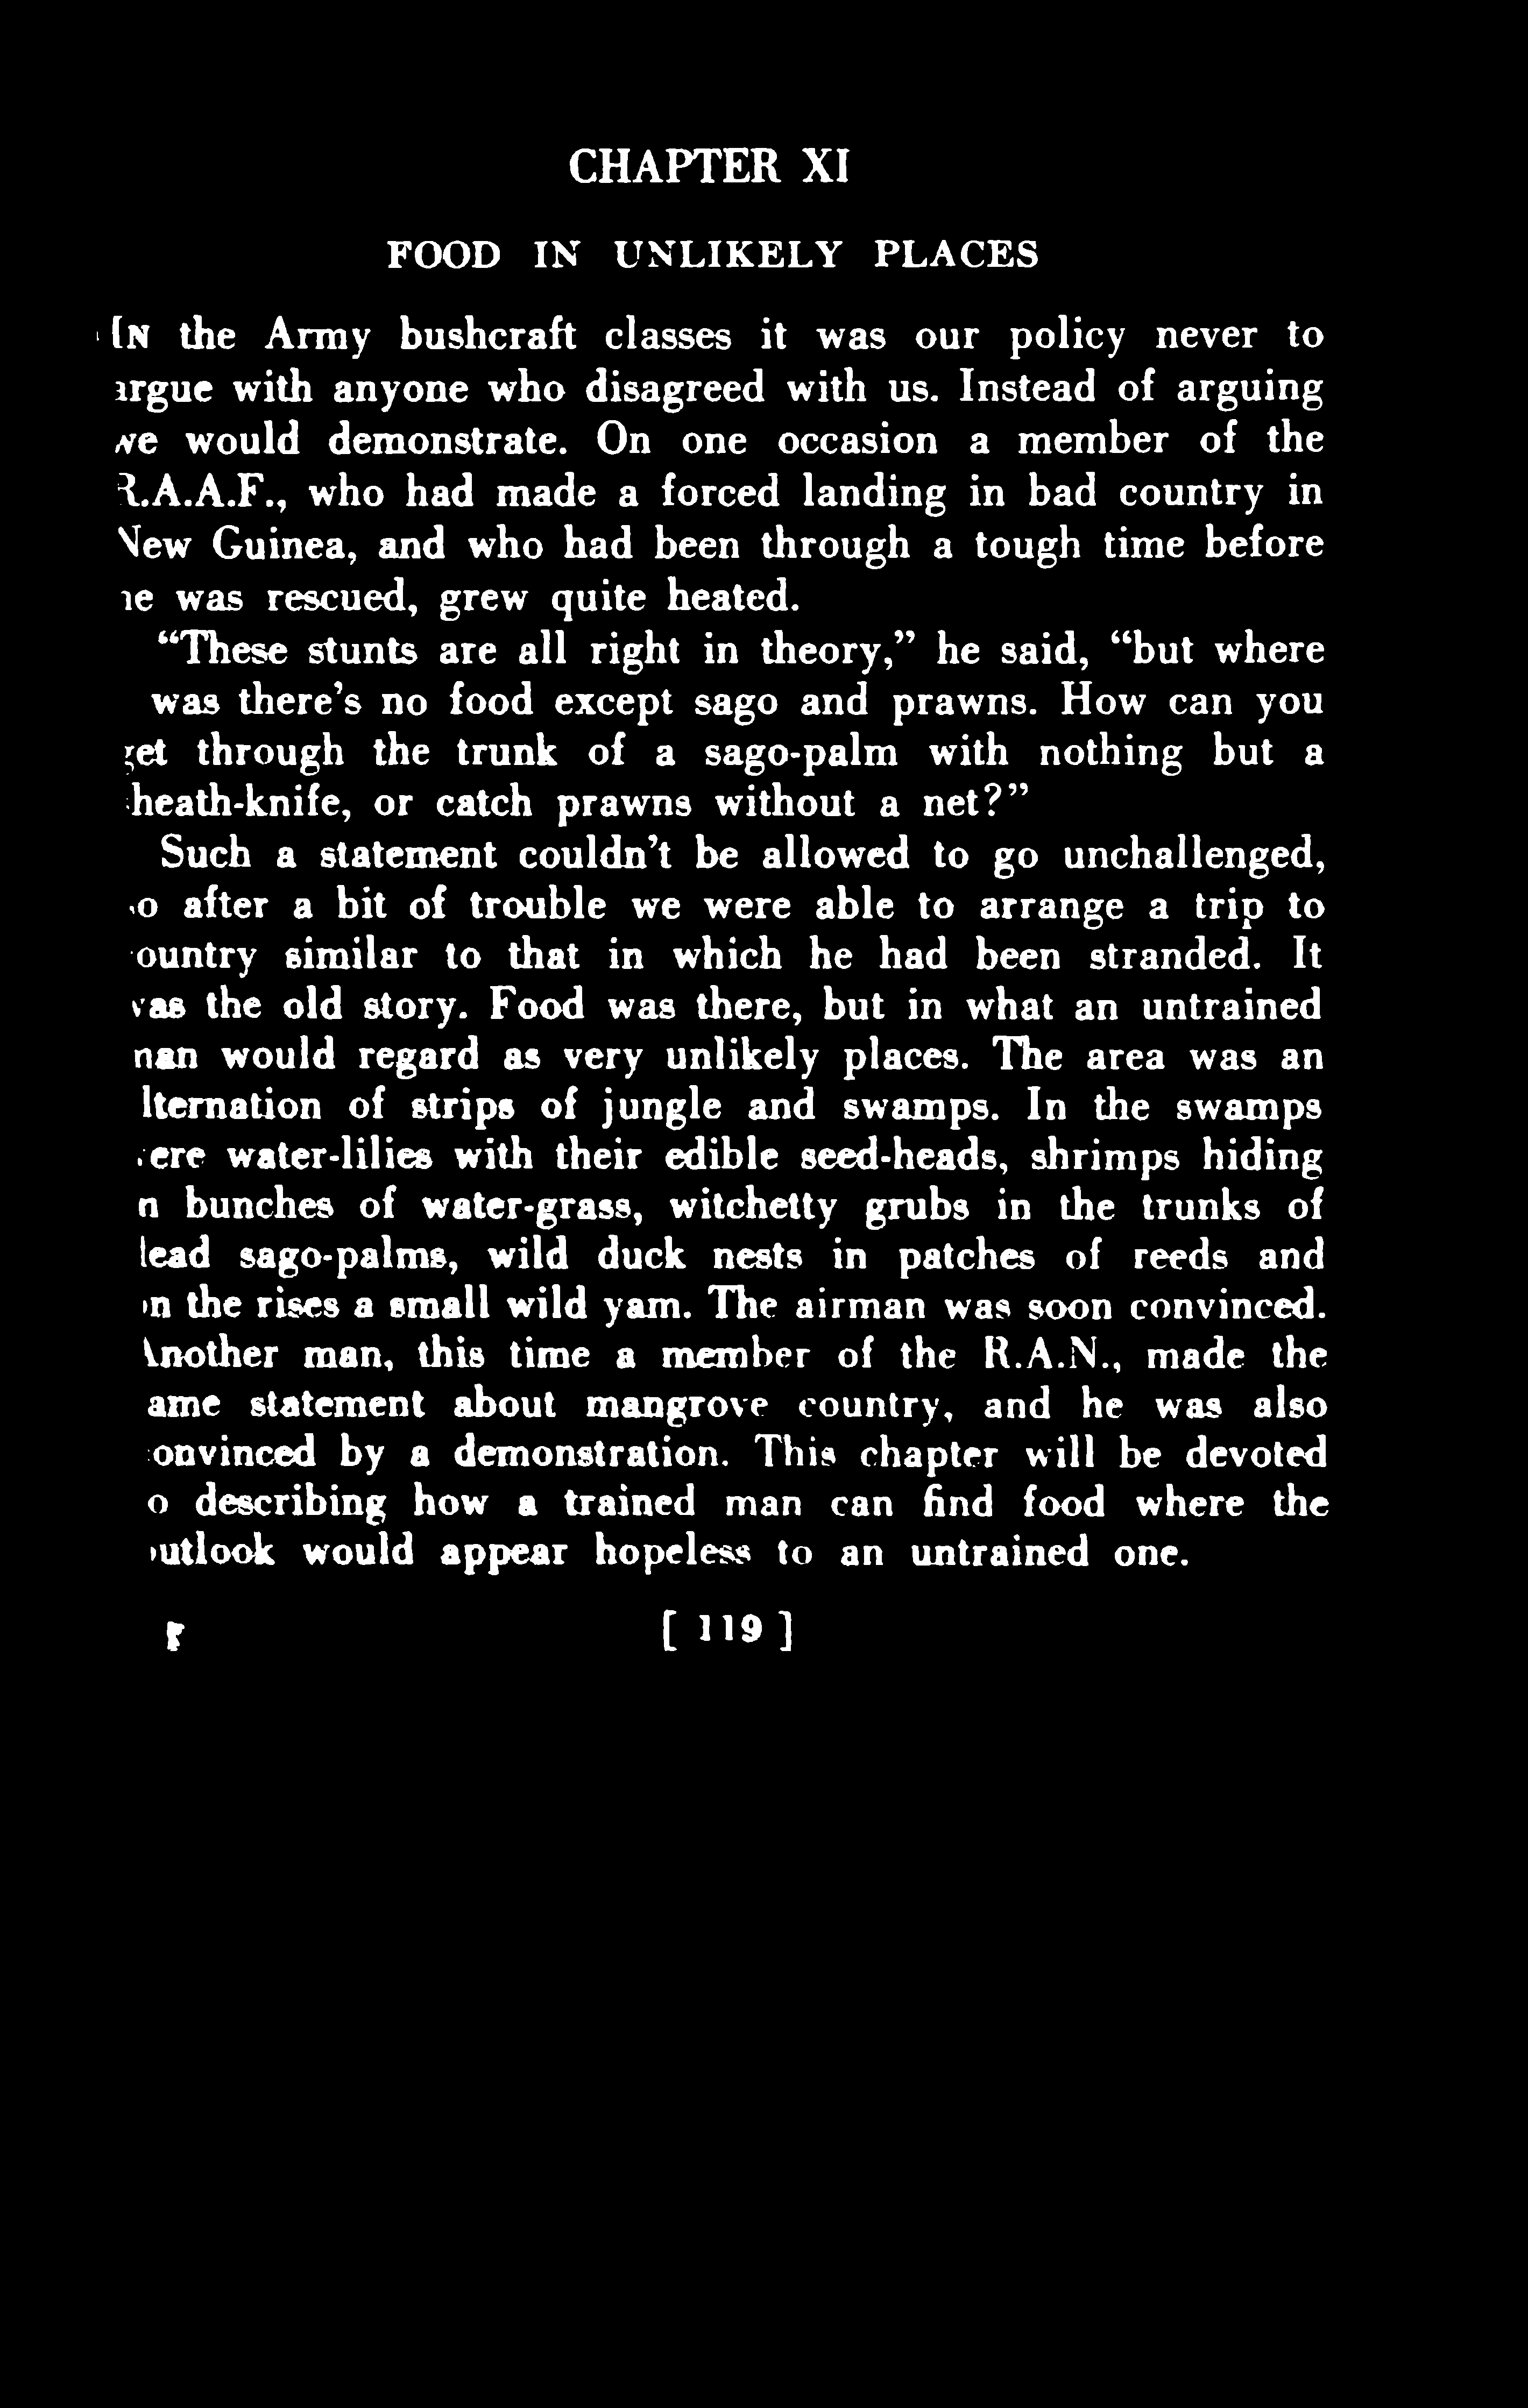 CHAPTER XI
FOOD IN UNLIKELY PLACES
IN the Army bushcraft classes it was our policy never to
argue with anyone who disagreed with us. Instead of arguing
we would demonstrate. On one occasion a member of the
R.A.A.F., who had made a forced landing in bad country in
New Guinea, and who had been through a tough time before
he was rescued, grew quite heated.
“These stunts are all right in theory,” he said, “but where
was there’s no food except sago and prawns. How can you
get through the trunk of a sago-palm with nothing but a
heath-knife, or catch prawns without a net?”
Such a statement couldn’t be allowed to go unchallenged,
o after a bit of trouble we were able to arrange a trip to
ountry similar to that in which he had been stranded. It
was the old story. Food was there, but in what an untrained
nan would regard as very unlikely places. The area was an
lternation of strips of jungle and swamps. In the swamps
ere water-lilies with their edible seed-heads, shrimps hiding
n bunches of water-grass, witchetty grubs in the trunks of
lead sago-palms, wild duck nests in patches of reeds and
n the rises a small wild yam. The airman was soon convinced.
Another man, this time a member of the R.A.N., made the
ame statement about mangrove country, and he was also
onvinced by a demonstration. This chapter will be devoted
o describing how a trained man can find food where the
utlook would appear hopeless to an untrained one.
F [ 119 ]